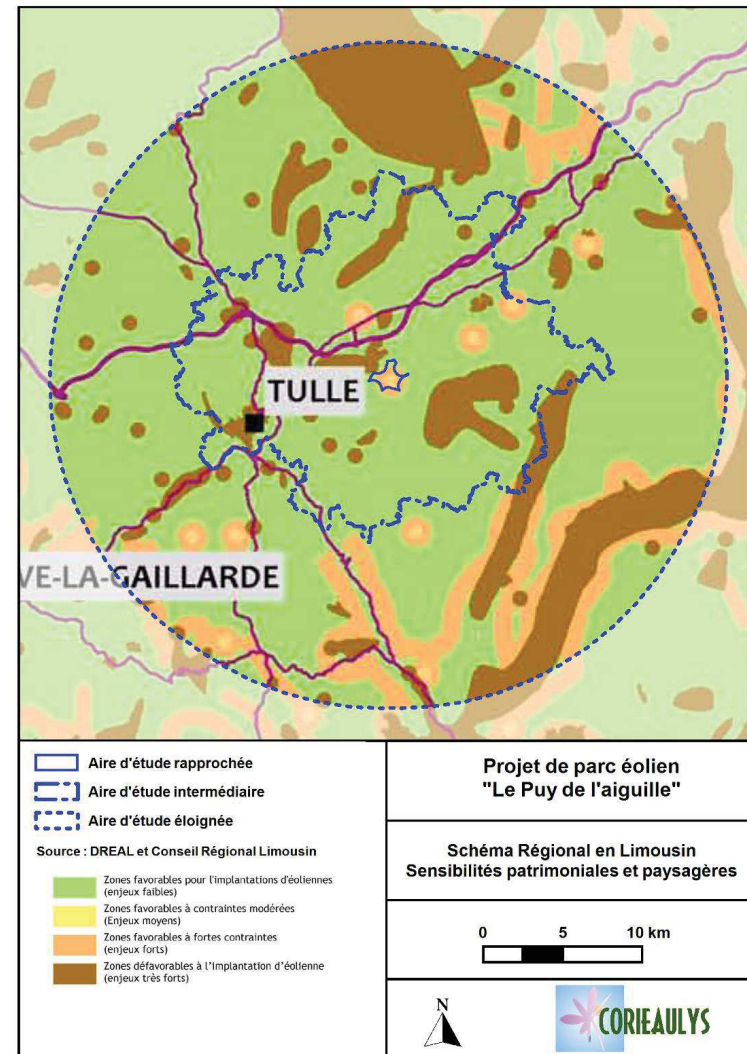 TULLE
VE-LA-GAILLARDE
Aire d'étude rapprochée
Aire d'étude intermédiaire
Aire d'étude éloignée
Source : DREAL et Conseil Régional Limousin
Zones favorables pour l'implantations d'éoliennes
(enjeux faibles)
Zones favorables à contraintes modérées
(Enjeux moyens)
Zones favorables à fortes contraintes
(enjeux forts)
Zones défavorables à l'implantation d'éolienne
(enjeux très forts)
Projet de parc éolien
"Le Puy de l'aiguille"
Schéma Régional en Limousin
Sensibilités patrimoniales et paysagères
0 5 10 km
N
CORIEAULYS